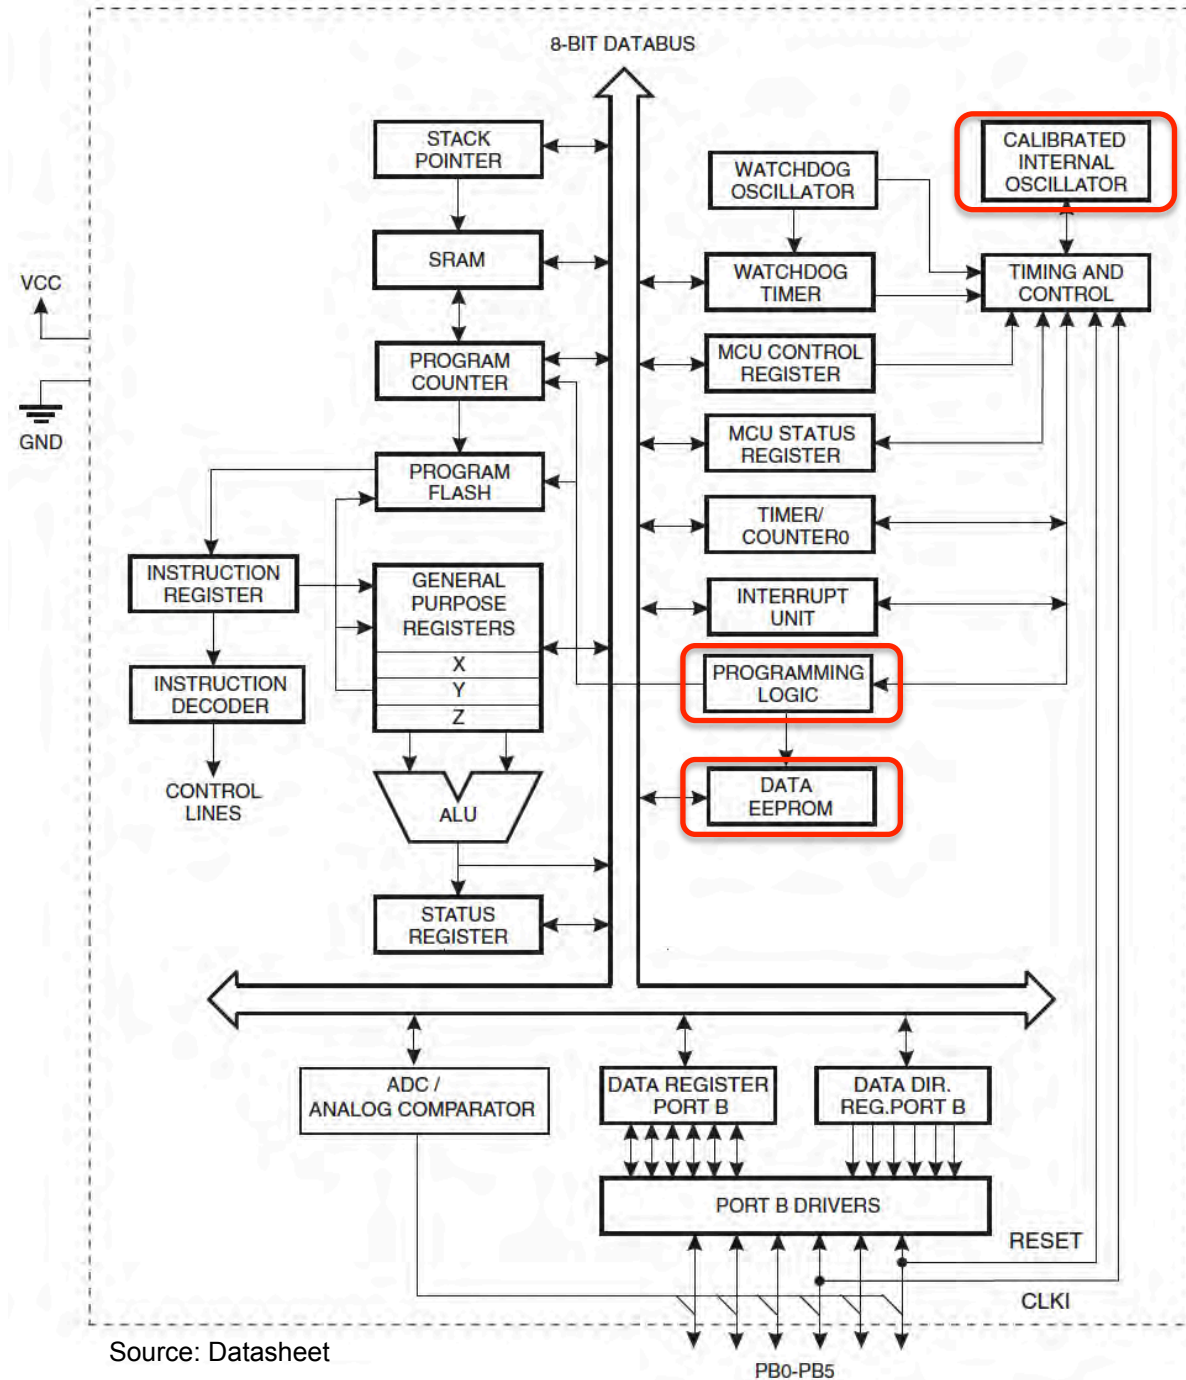 8-BIT DATABUS
STACK
POINTER
CALIBRATED
INTERNAL
OSCILLATOR
WATCHDOG
OSCILLATOR
SRAM
WATCHDOG
TIMER
TIMING AND
CONTROL
VCC
PROGRAM
COUNTER
MCU CONTROL
REGISTER
GND
MCU STATUS
REGISTER
PROGRAM
FLASH
TIMER/
COUNTER0
INSTRUCTION
REGISTER
GENERAL
PURPOSE
REGISTERS
X
Y
Z
INTERRUPT
UNIT
PROGRAMMING
LOGIC
INSTRUCTION
DECODER
CONTROL
LINES
ALU
DATA
EEPROM
STATUS
REGISTER
ADC /
ANALOG COMPARATOR
DATA REGISTER
PORT B
DATA DIR.
REG.PORT B
PORT B DRIVERS
RESET
CLKI
Source: Datasheet
PB0-PB5